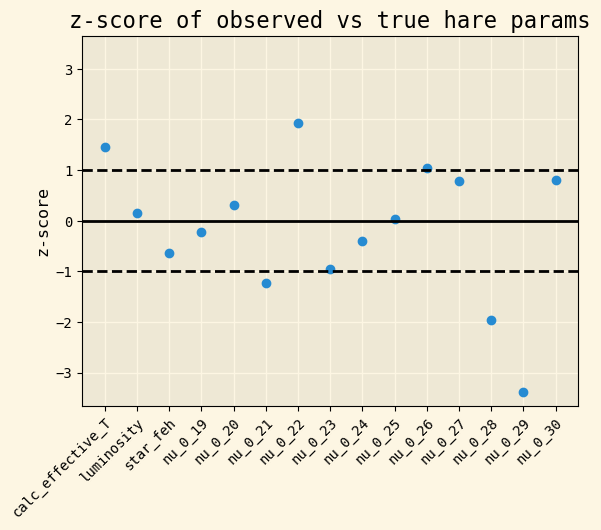 z-score of observed vs true hare params
z-score
3
2
1
0
−1
−2
−3
calc_effective_T
luminosity
star_feh
nu_0_19
nu_0_20
nu_0_21
nu_0_22
nu_0_23
nu_0_24
nu_0_25
nu_0_26
nu_0_27
nu_0_28
nu_0_29
nu_0_30